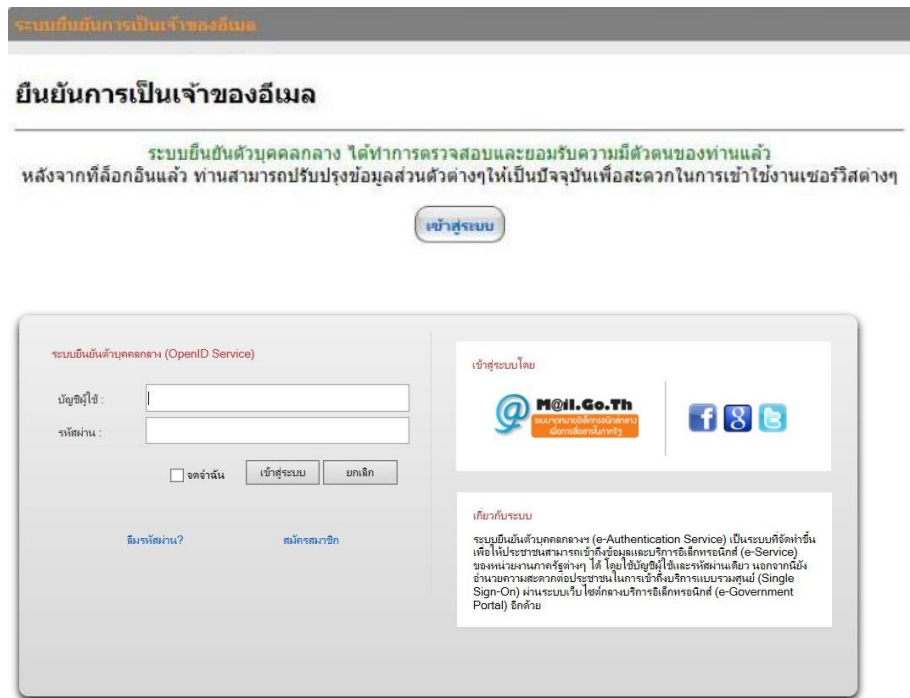 ระบบยืนยันการเป็นเจ้าของอีเมล
ยืนยันการเป็นเจ้าของอีเมล
ระบบยืนยันตัวบุคคลกลาง ได้ทำการตรวจสอบและยอมรับความมีตัวตนของท่านแล้ว
หลังจากที่ล็อกอินแล้ว ท่านสามารถปรับปรุงข้อมูลส่วนตัวต่างๆให้เป็นปัจจุบันเพื่อสะดวกในการเข้าใช้งานเซอร์วิสต่างๆ
เข้าสู่ระบบ
ระบบยืนยันตัวบุคคลกลาง (OpenID Service)
บัญชีผู้ใช้ :
รหัสผ่าน :
จดจำฉัน เข้าสู่ระบบ ยกเลิก
ลืมรหัสผ่าน? สมัครสมาชิก
เข้าสู่ระบบโดย
M@il.Go.Th
ระบบจดหมายอิเล็กทรอนิกส์กลาง
เพื่อการสื่อสารในภาครัฐ
เกี่ยวกับระบบ
ระบบยืนยันตัวบุคคลกลางฯ (e-Authentication Service) เป็นระบบที่จัดทำขึ้น
เพื่อให้ประชาชนสามารถเข้าถึงข้อมูลและบริการอิเล็กทรอนิกส์ (e-Service)
ของหน่วยงานภาครัฐต่างๆ ได้ โดยใช้บัญชีผู้ใช้และรหัสผ่านเดียว นอกจากนี้ยัง
อำนวยความสะดวกต่อประชาชนในการเข้าถึงบริการแบบรวมศูนย์ (Single
Sign-On) ผ่านระบบเว็บไซต์กลางบริการอิเล็กทรอนิกส์ (e-Government
Portal) อีกด้วย